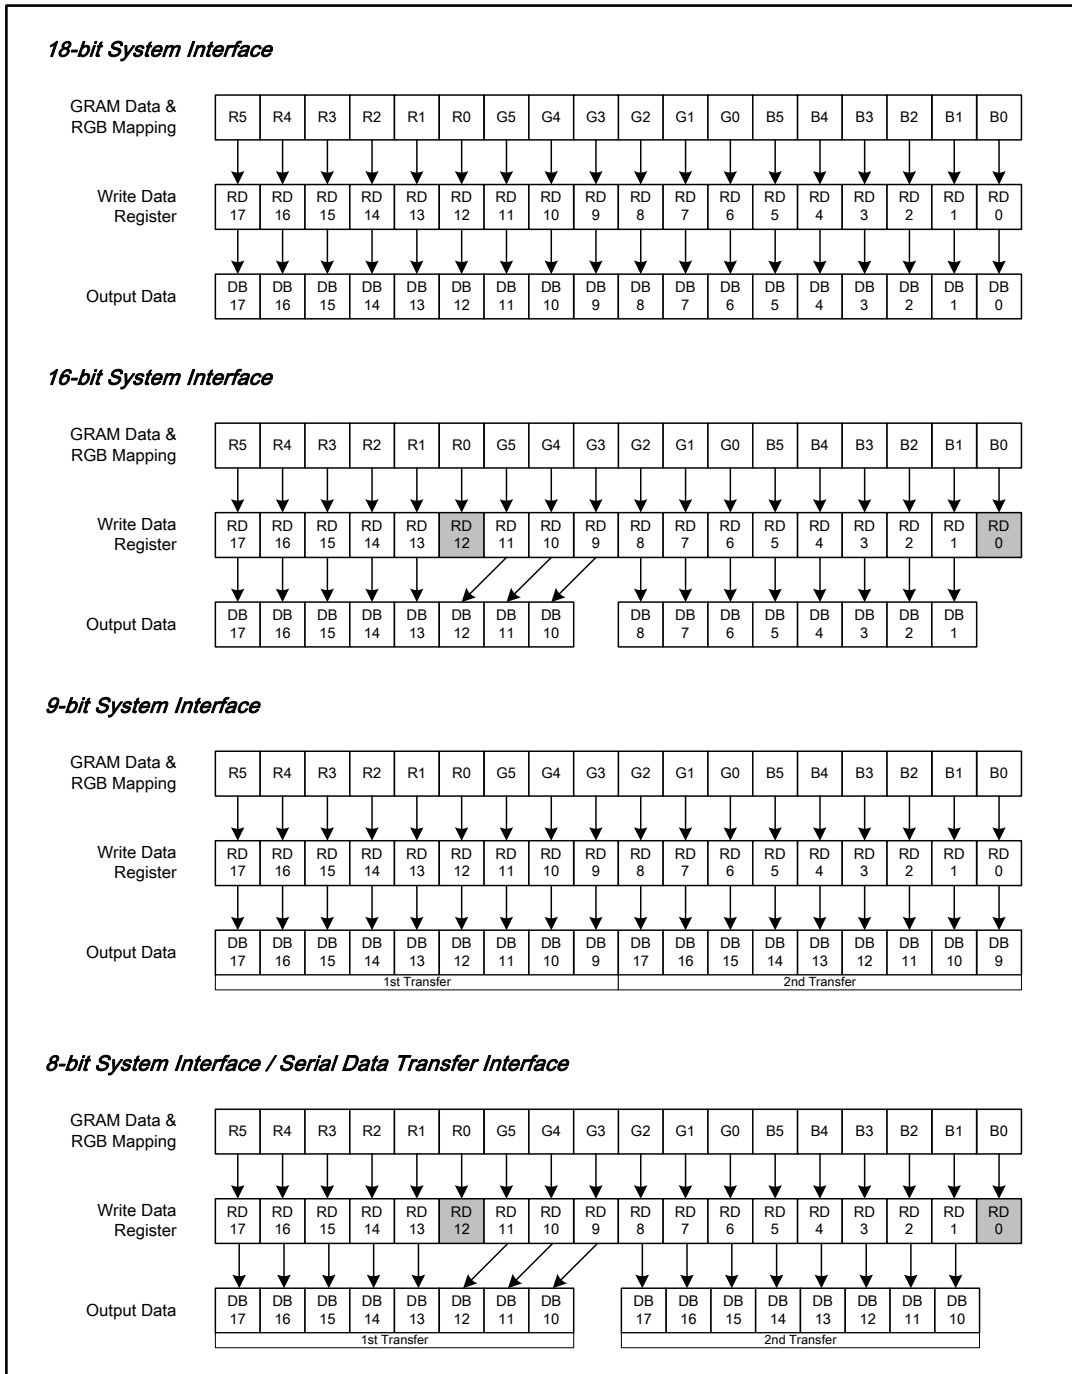 18-bit System Interface
GRAM Data &
RGB Mapping
R5 R4 R3 R2 R1 R0 G5 G4 G3 G2 G1 G0 B5 B4 B3 B2 B1 B0
Write Data
Register
RD 17 RD 16 RD 15 RD 14 RD 13 RD 12 RD 11 RD 10 RD 9 RD 8 RD 7 RD 6 RD 5 RD 4 RD 3 RD 2 RD 1 RD 0
Output Data
DB 17 DB 16 DB 15 DB 14 DB 13 DB 12 DB 11 DB 10 DB 9 DB 8 DB 7 DB 6 DB 5 DB 4 DB 3 DB 2 DB 1 DB 0
16-bit System Interface
GRAM Data &
RGB Mapping
R5 R4 R3 R2 R1 R0 G5 G4 G3 G2 G1 G0 B5 B4 B3 B2 B1 B0
Write Data
Register
RD 17 RD 16 RD 15 RD 14 RD 13 RD 12 RD 11 RD 10 RD 9 RD 8 RD 7 RD 6 RD 5 RD 4 RD 3 RD 2 RD 1 RD 0
Output Data
DB 17 DB 16 DB 15 DB 14 DB 13 DB 12 DB 11 DB 10 DB 8 DB 7 DB 6 DB 5 DB 4 DB 3 DB 2 DB 1
9-bit System Interface
GRAM Data &
RGB Mapping
R5 R4 R3 R2 R1 R0 G5 G4 G3 G2 G1 G0 B5 B4 B3 B2 B1 B0
Write Data
Register
RD 17 RD 16 RD 15 RD 14 RD 13 RD 12 RD 11 RD 10 RD 9 RD 8 RD 7 RD 6 RD 5 RD 4 RD 3 RD 2 RD 1 RD 0
Output Data
DB 17 DB 16 DB 15 DB 14 DB 13 DB 12 DB 11 DB 10 DB 9 DB 17 DB 16 DB 15 DB 14 DB 13 DB 12 DB 11 DB 10 DB 9
1st Transfer 2nd Transfer
8-bit System Interface / Serial Data Transfer Interface
GRAM Data &
RGB Mapping
R5 R4 R3 R2 R1 R0 G5 G4 G3 G2 G1 G0 B5 B4 B3 B2 B1 B0
Write Data
Register
RD 17 RD 16 RD 15 RD 14 RD 13 RD 12 RD 11 RD 10 RD 9 RD 8 RD 7 RD 6 RD 5 RD 4 RD 3 RD 2 RD 1 RD 0
Output Data
DB 17 DB 16 DB 15 DB 14 DB 13 DB 12 DB 11 DB 10 DB 17 DB 16 DB 15 DB 14 DB 13 DB 12 DB 11 DB 10
1st Transfer 2nd Transfer